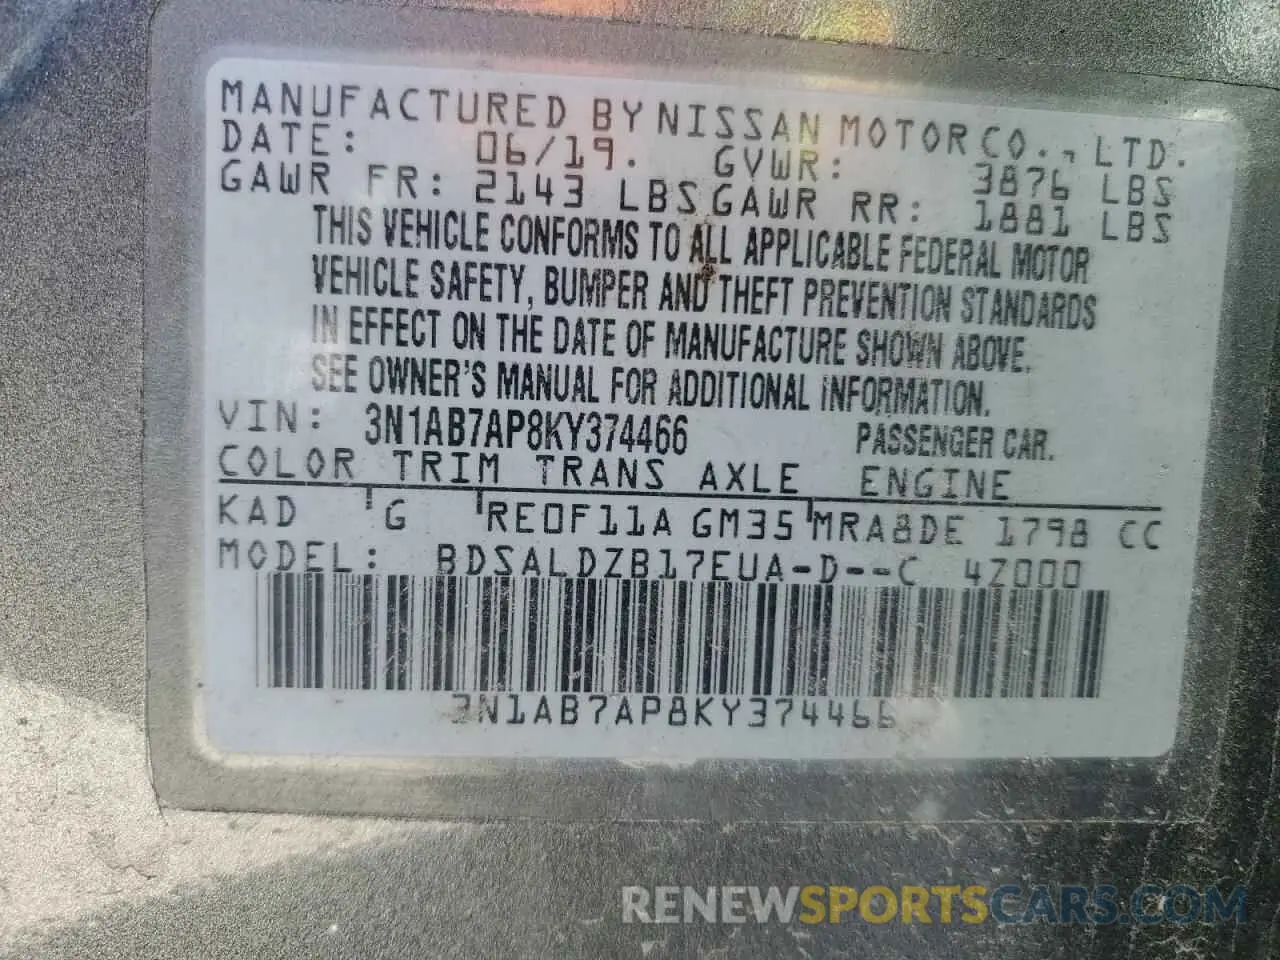 MANUFACTURED BY NISSAN MOTOR CO., LTD.
DATE: 06/19. GVWR: 3876 LBS
GAWR FR: 2143 LBS GAWR RR: 1881 LBS
THIS VEHICLE CONFORMS TO ALL APPLICABLE FEDERAL MOTOR
VEHICLE SAFETY, BUMPER AND THEFT PREVENTION STANDARDS
IN EFFECT ON THE DATE OF MANUFACTURE SHOWN ABOVE.
SEE OWNER'S MANUAL FOR ADDITIONAL INFORMATION.
VIN: 3N1AB7AP8KY374466 PASSENGER CAR.
COLOR TRIM TRANS AXLE ENGINE
KAD G RE0F11A GM35 MRA8DE 1798 CC
MODEL: BDSALDZB17EUA-D--C 4Z000
3N1AB7AP8KY374466
RENEWSPORTSCARS.COM